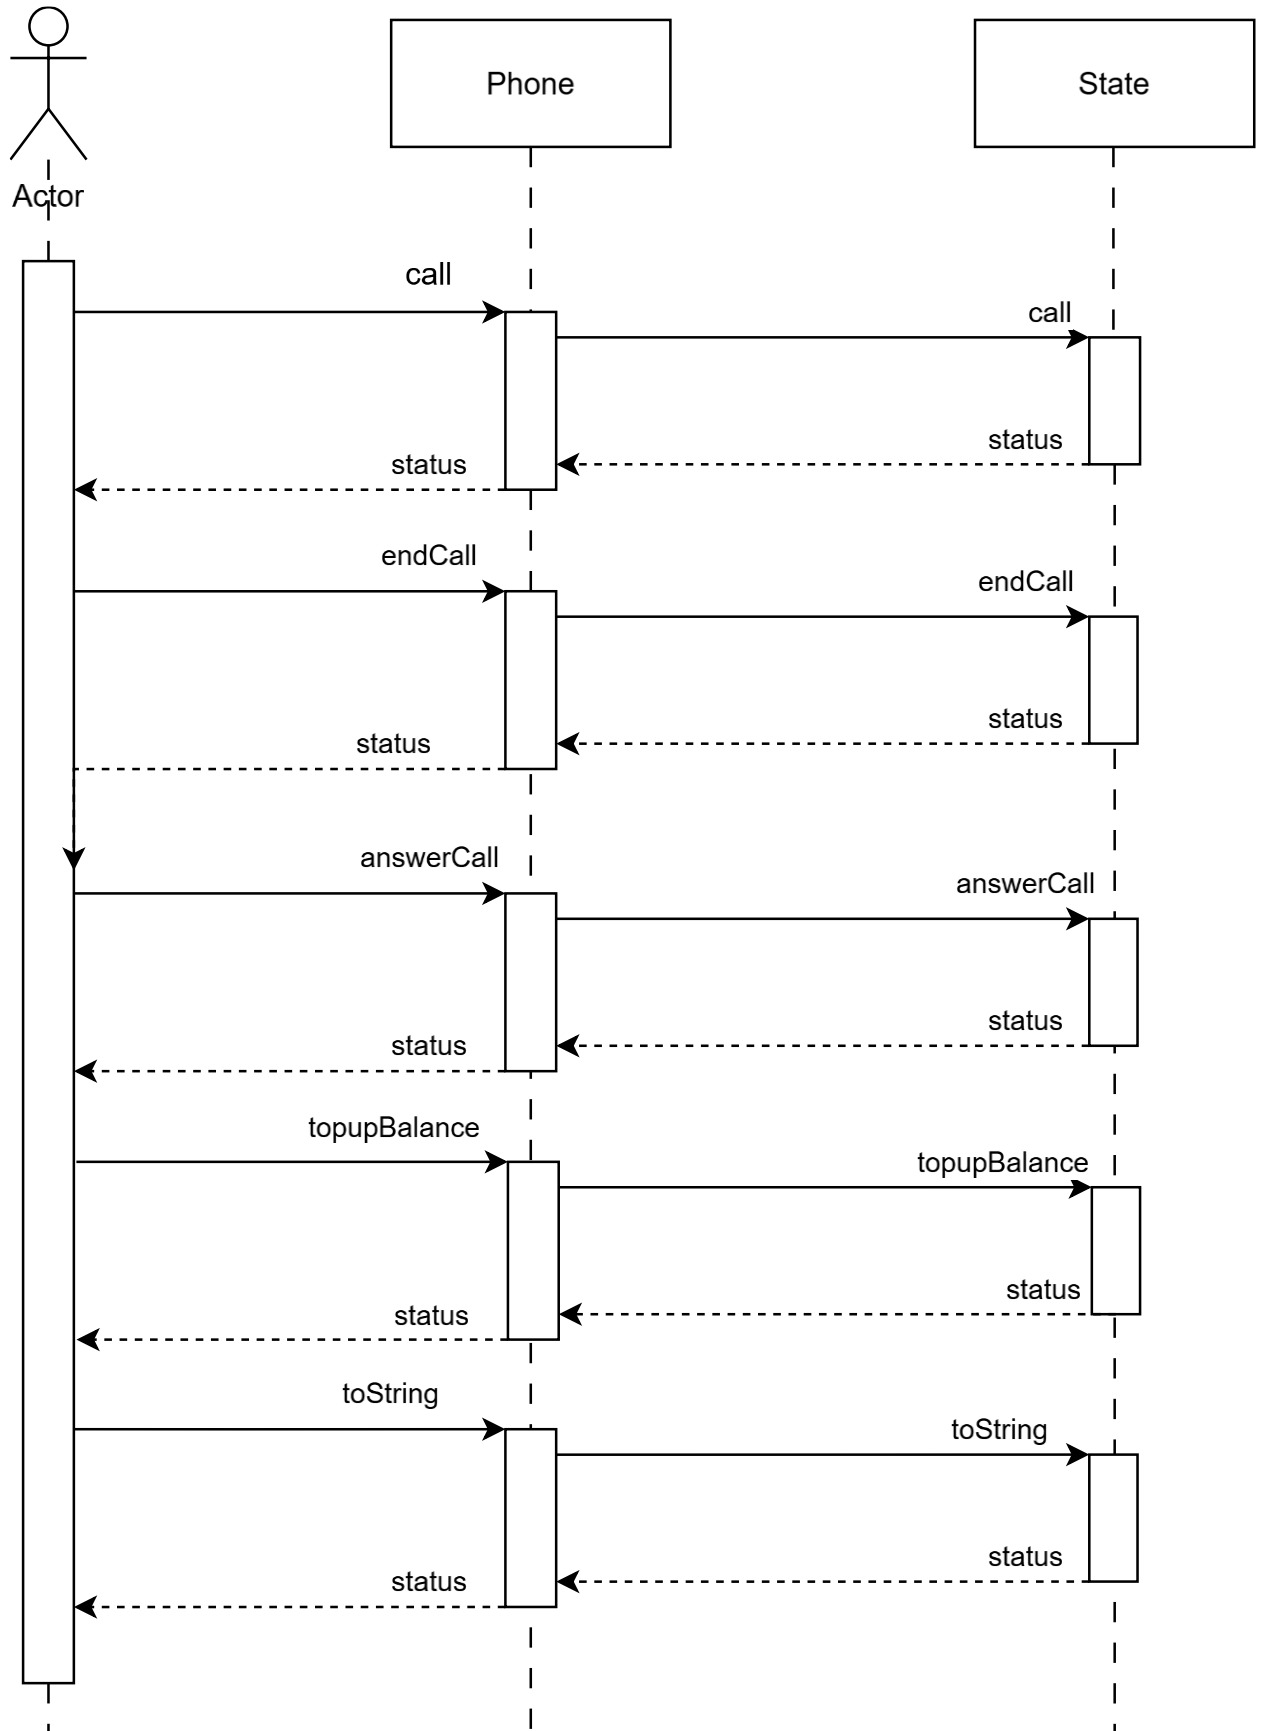 Phone
State
Actor
call
call
status
status
endCall
endCall
status
status
answerCall
answerCall
status
status
topupBalance
topupBalance
status
status
toString
toString
status
status